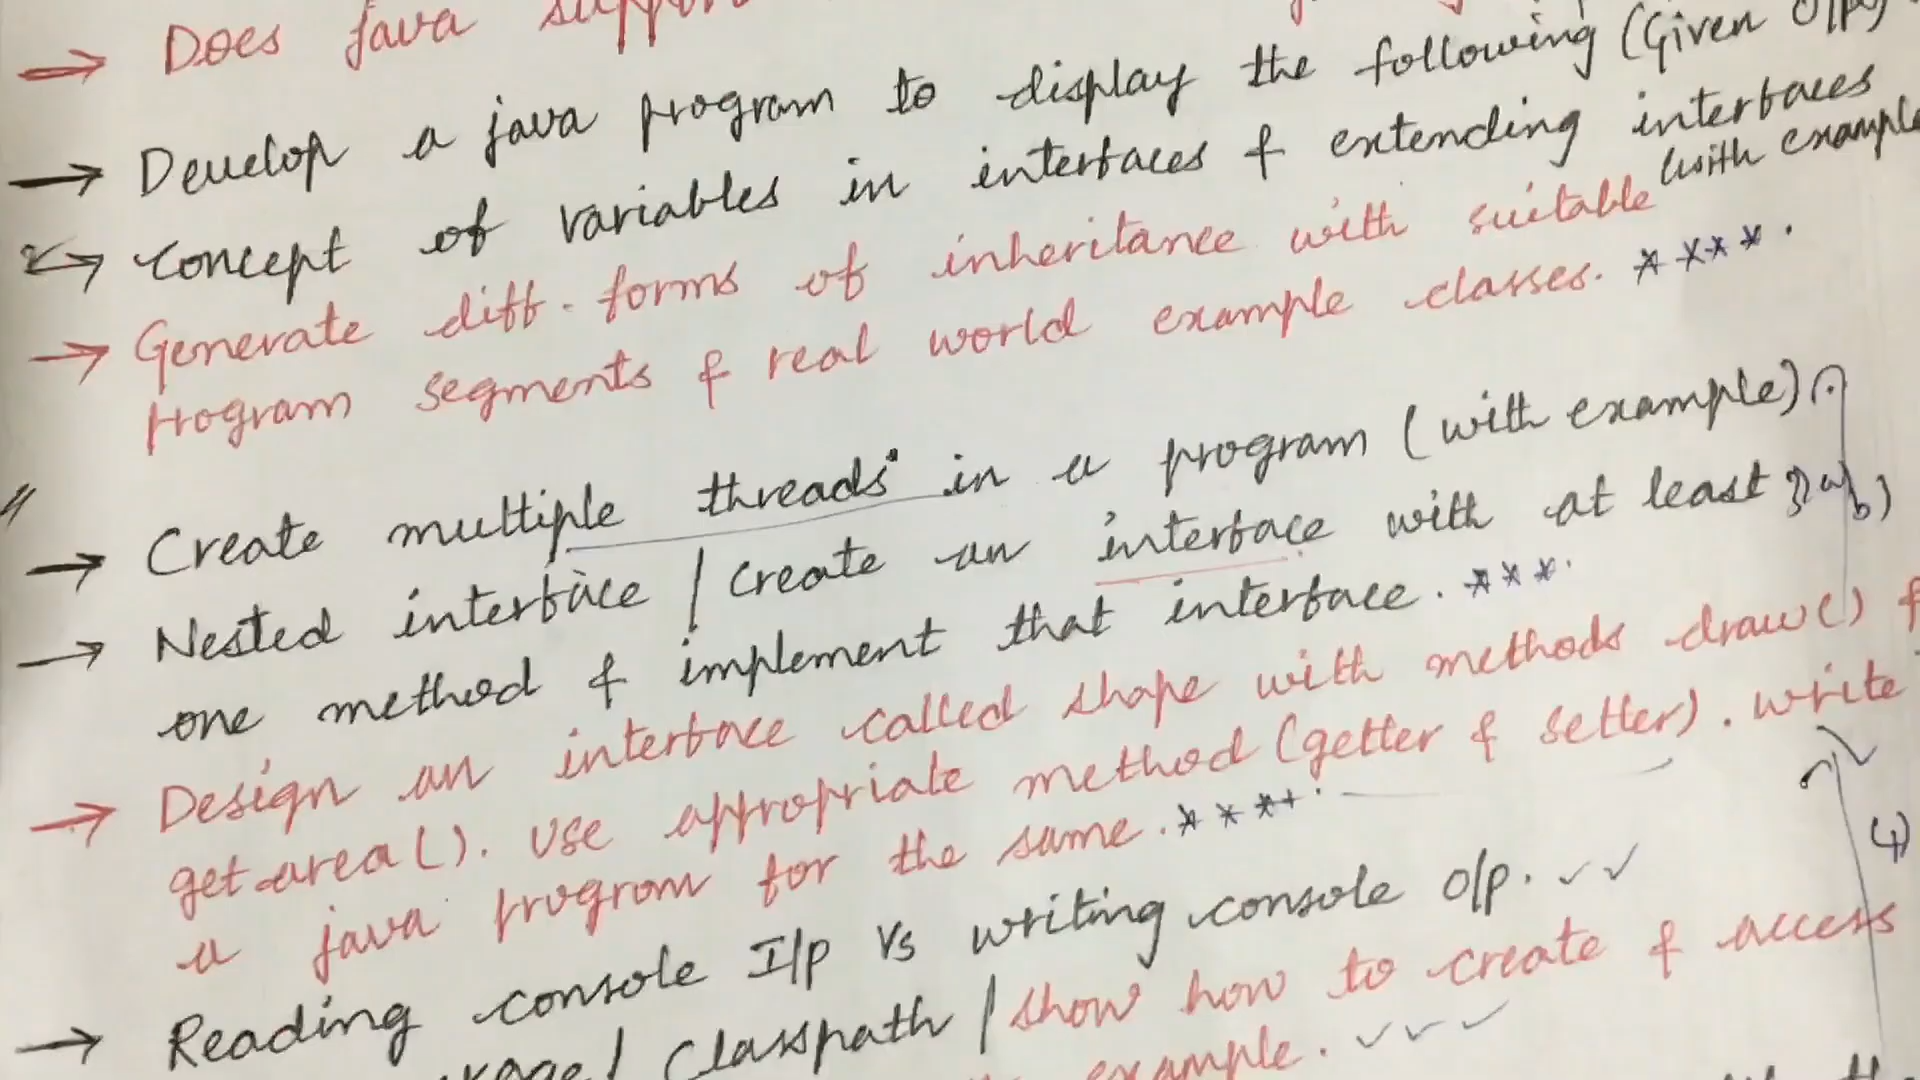 → Does java
→ Develop a java program to display the following (Given O/p)
→ Concept of variables in interfaces & extending interfaces
(with example
→ Generate diff. forms of inheritance with suitable
program segments & real world example classes. ****.
→ Create multiple threads in a program (with example).
→ Nested interface / Create an interface with at least
one method & implement that interface. ***.
→ Design an interface called shape with methods draw() &
get area(). Use appropriate method (getter & setter). Write
a java program for the same. ****.
→ Reading console I/p Vs writing console o/p. ✓✓
Classpath / show how to create & access
example. ✓✓✓